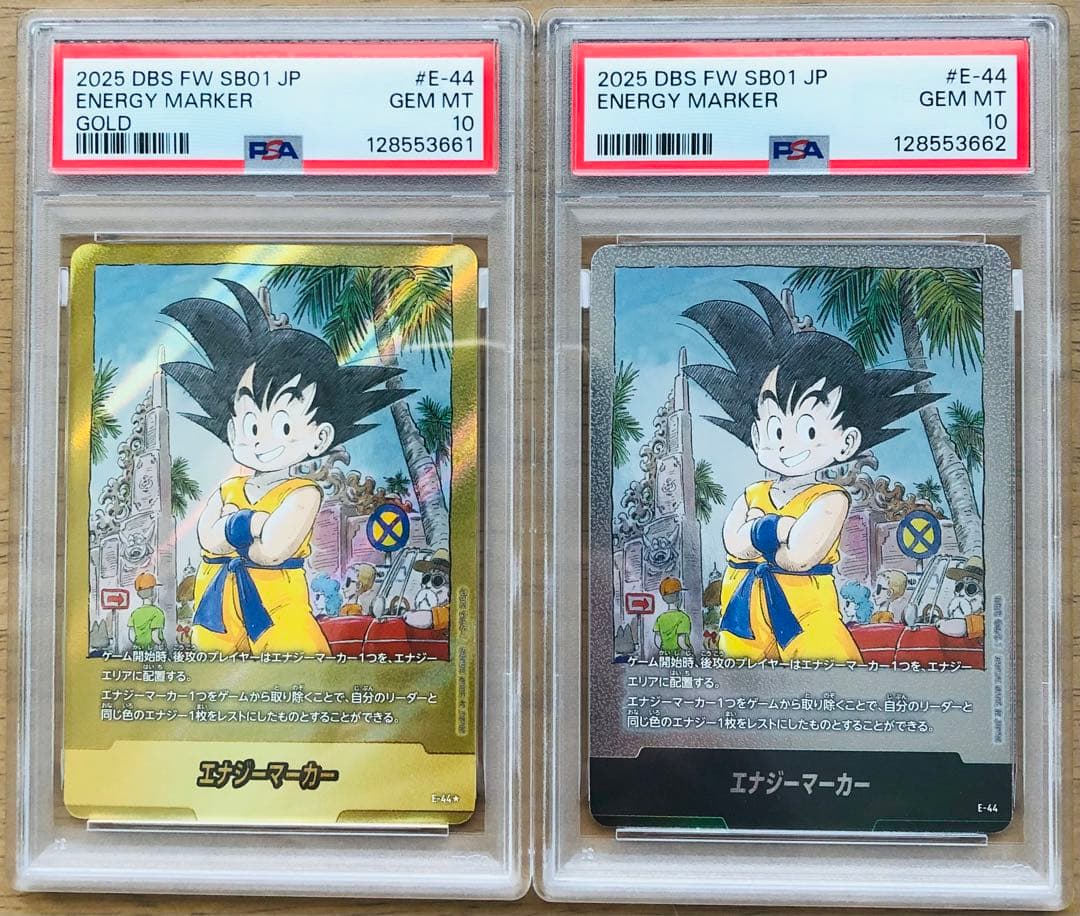 2025 DBS FW SB01 JP #E-44
ENERGY MARKER GEM MT
GOLD 10
PSA 128553661
2025 DBS FW SB01 JP #E-44
ENERGY MARKER GEM MT
10
PSA 128553662
ゲーム開始時、後攻のプレイヤーはエナジーマーカー1つを、エナジー
エリアに配置する。
エナジーマーカー1つをゲームから取り除くことで、自分のリーダーと
同じ色のエナジー1枚をレストにしたものとすることができる。
エナジーマーカー
E-44★
ゲーム開始時、後攻のプレイヤーはエナジーマーカー1つを、エナジー
エリアに配置する。
エナジーマーカー1つをゲームから取り除くことで、自分のリーダーと
同じ色のエナジー1枚をレストにしたものとすることができる。
エナジーマーカー
E-44